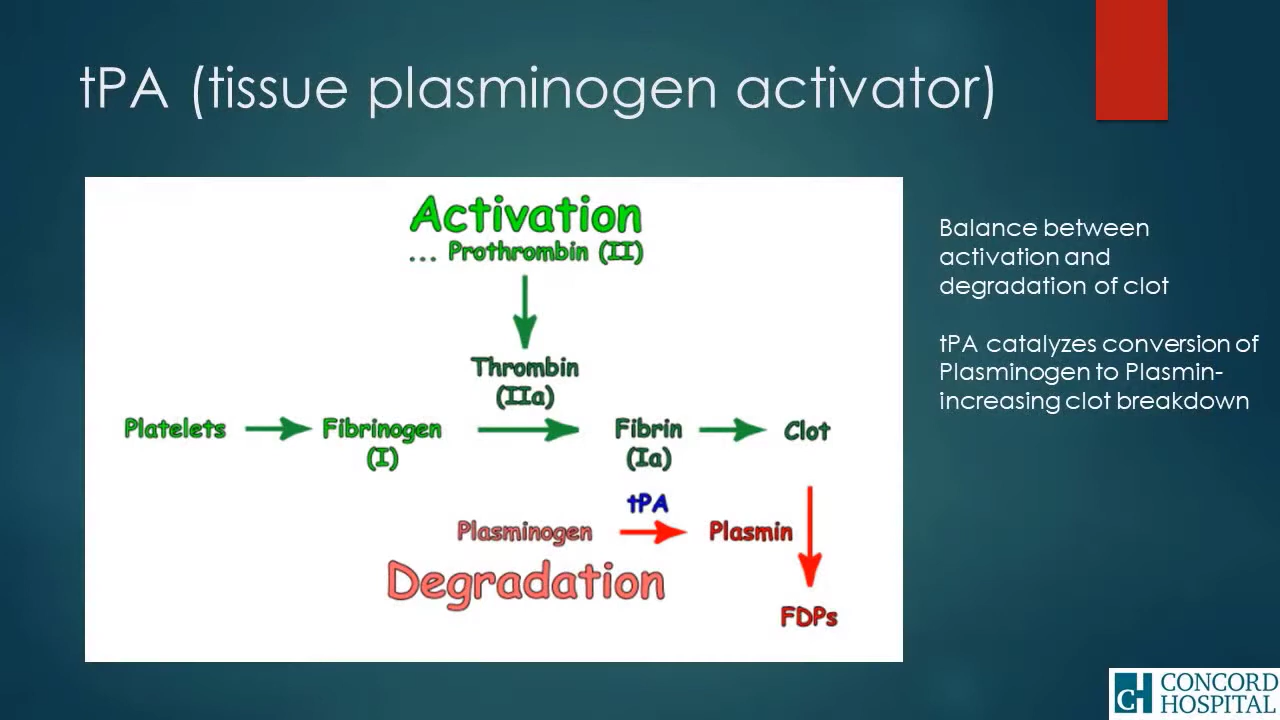 tPA (tissue plasminogen activator)
Activation
... Prothrombin (II)
Thrombin
(IIa)
Platelets
Fibrinogen
(I)
Fibrin
(Ia)
Clot
tPA
Plasminogen
Plasmin
Degradation
FDPs
Balance between
activation and
degradation of clot
tPA catalyzes conversion of
Plasminogen to Plasmin-
increasing clot breakdown
CH
CONCORD
HOSPITAL